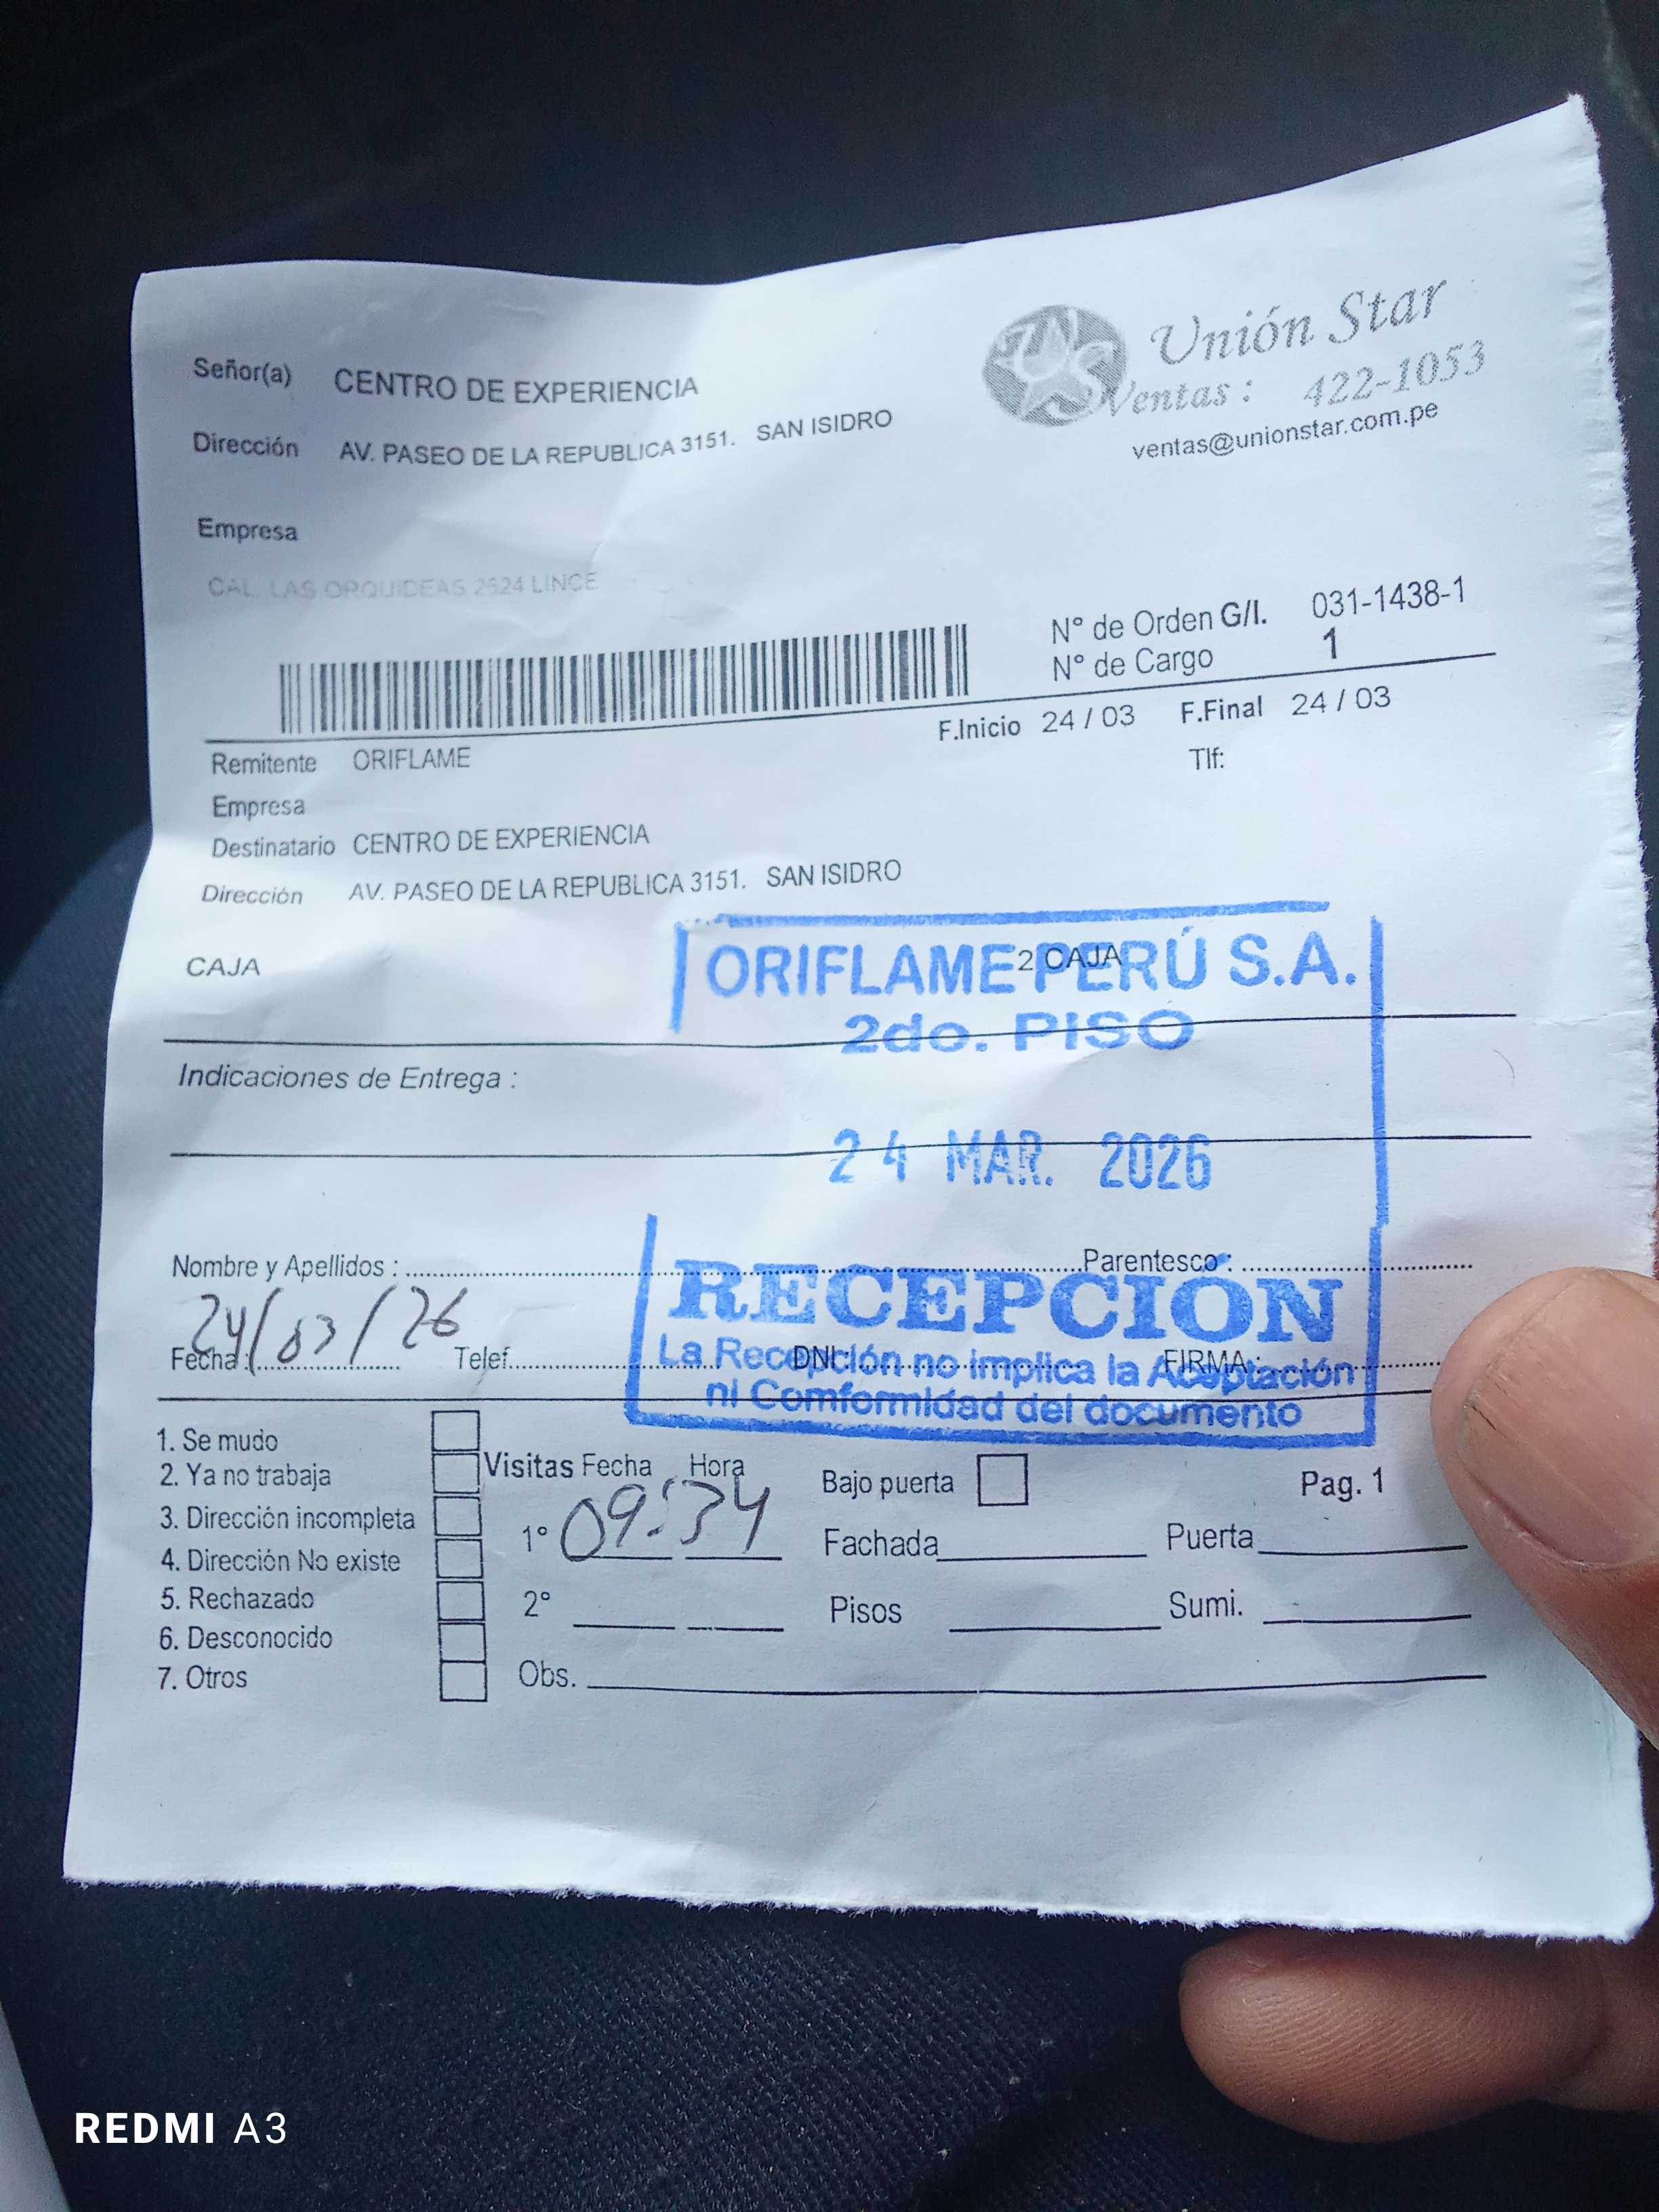 Unión Star
Señor(a) CENTRO DE EXPERIENCIA
Ventas : 422-1053
ventas@unionstar.com.pe
Dirección AV. PASEO DE LA REPUBLICA 3151. SAN ISIDRO
Empresa
CAL. LAS ORQUIDEAS 2624 LINCE
N° de Orden G/I. 031-1438-1
N° de Cargo 1
F.Inicio 24 / 03 F.Final 24 / 03
Remitente ORIFLAME
Tlf:
Empresa
Destinatario CENTRO DE EXPERIENCIA
Dirección AV. PASEO DE LA REPUBLICA 3151. SAN ISIDRO
CAJA 2 CAJA
ORIFLAME PERÚ S.A.
2do. PISO
Indicaciones de Entrega :
24 MAR. 2026
Nombre y Apellidos : Parentesco :
RECEPCIÓN
24/03/26
Fecha : Telef. DNI FIRMA :
La Recepción no implica la Aceptación
ni Comformidad del documento
1. Se mudo
2. Ya no trabaja
3. Dirección incompleta
4. Dirección No existe
5. Rechazado
6. Desconocido
7. Otros
Visitas Fecha Hora
1° 09:34
2°
Obs.
Bajo puerta
Pag. 1
Fachada Puerta
Pisos Sumi.
REDMI A3